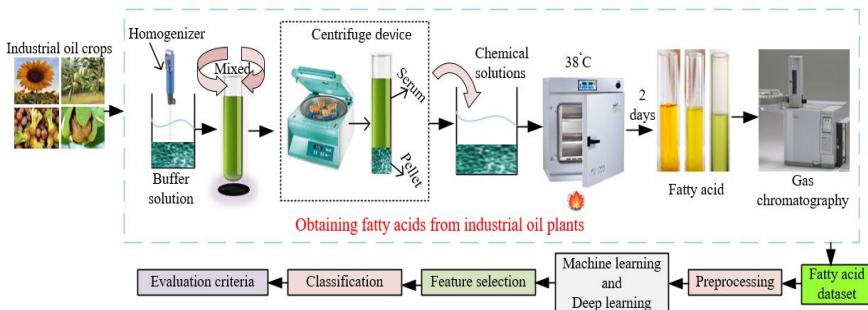 Industrial oil crops
Homogenizer
Buffer
solution
Mixed
Centrifuge device
Serum
Pellet
Chemical
solutions
38°C
2
days
Fatty acid
Gas
chromatography
Obtaining fatty acids from industrial oil plants
Evaluation criteria
Classification
Feature selection
Machine learning
and
Deep learning
Preprocessing
Fatty acid
dataset